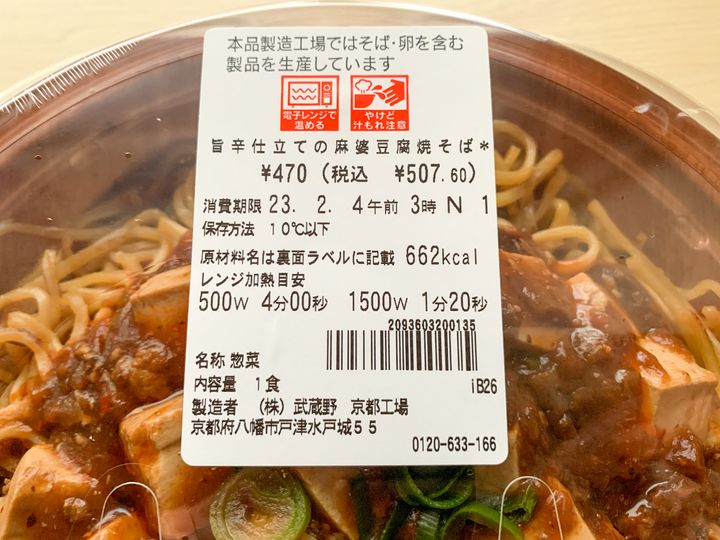 本品製造工場ではそば・卵を含む
製品を生産しています
電子レンジで
温める
やけど
汁もれ注意
旨辛仕立ての麻婆豆腐焼そば*
¥470 (税込 ¥507.60)
消費期限 23. 2. 4午前 3時 N 1
保存方法 10℃以下
原材料名は裏面ラベルに記載 662kcal
レンジ加熱目安
500W 4分00秒 1500W 1分20秒
2093603200135
名称 惣菜
内容量 1食 iB26
製造者 (株) 武蔵野 京都工場
京都府八幡市戸津水戸城55
0120-633-166